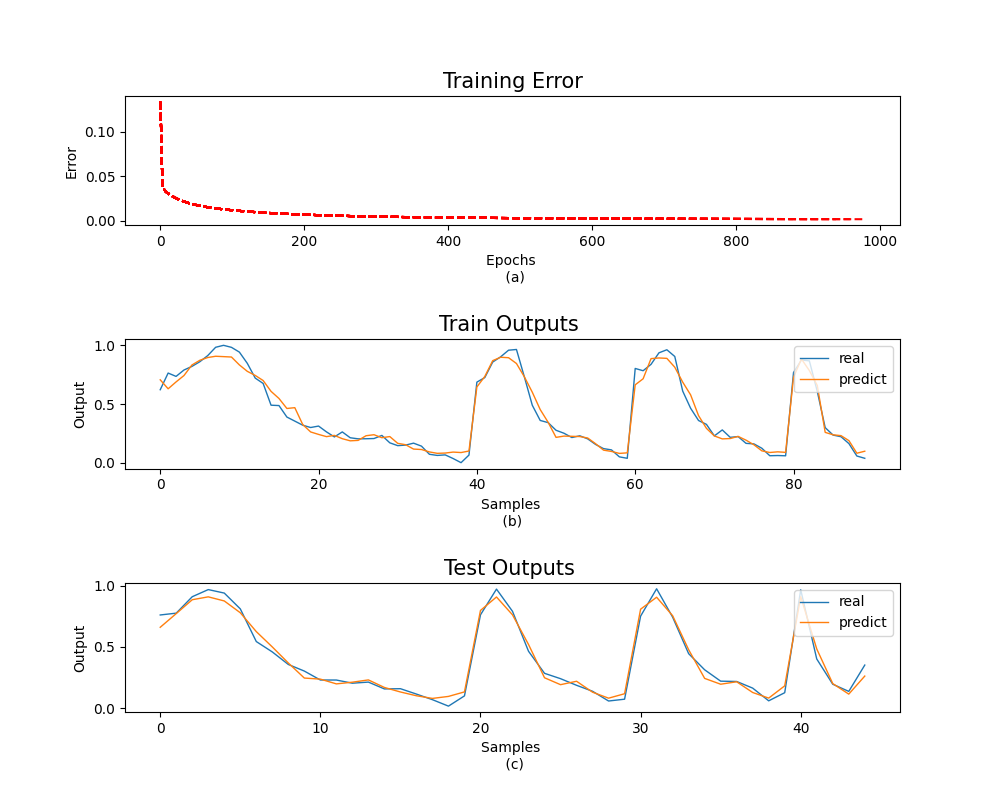 Training Error
0.10
0.05
0.00
Error
0 200 400 600 800 1000
Epochs
(a)
Train Outputs
1.0
0.5
0.0
Output
real
predict
0 20 40 60 80
Samples
(b)
Test Outputs
1.0
0.5
0.0
Output
real
predict
0 10 20 30 40
Samples
(c)